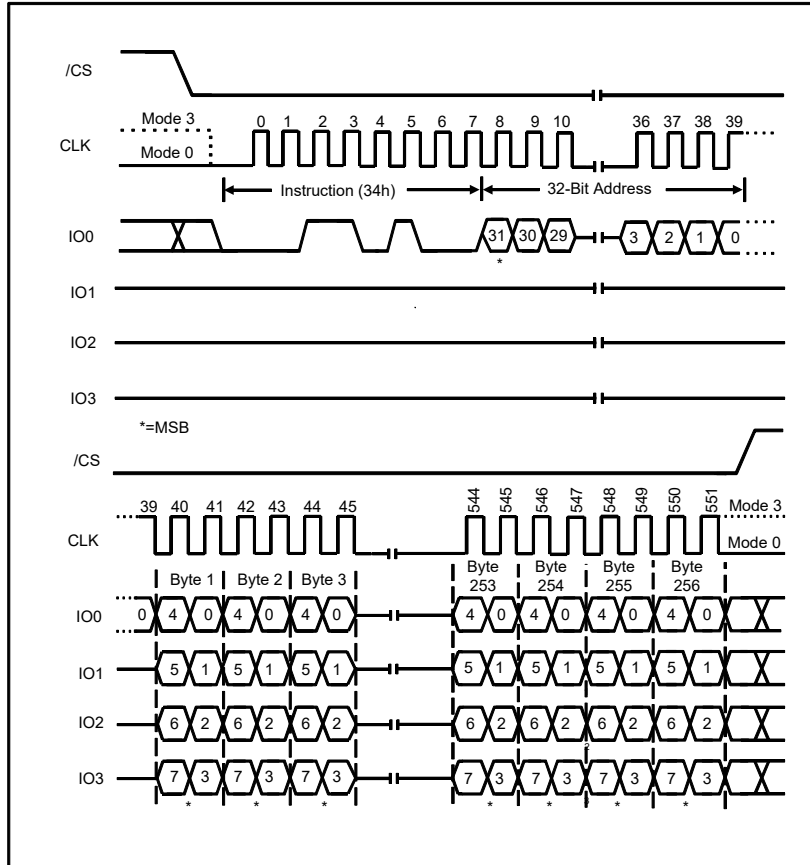 /CS
Mode 3
0 1 2 3 4 5 6 7 8 9 10 36 37 38 39
CLK
Mode 0
Instruction (34h) 32-Bit Address
IO0 31 30 29 3 2 1 0
*
IO1
IO2
IO3
*=MSB
/CS
39 40 41 42 43 44 45 544 545 546 547 548 549 550 551 Mode 3
CLK Mode 0
Byte 1 Byte 2 Byte 3 Byte 253 Byte 254 Byte 255 Byte 256
IO0 0 4 0 4 0 4 0 4 0 4 0 4 0 4 0
IO1 5 1 5 1 5 1 5 1 5 1 5 1 5 1
IO2 6 2 6 2 6 2 6 2 6 2 6 2 6 2
2
IO3 7 3 7 3 7 3 7 3 7 3 7 3 7 3
* * * * * * *